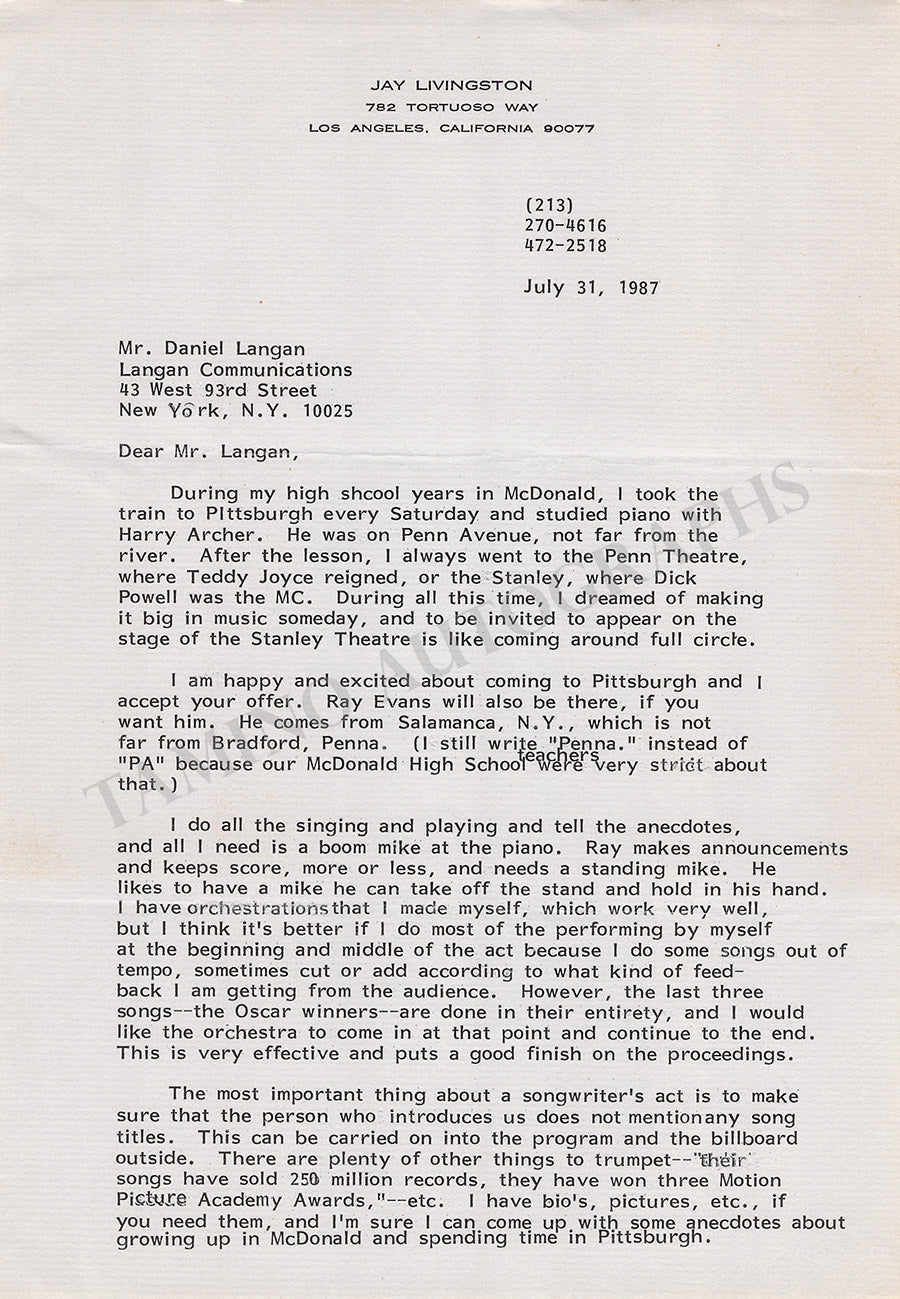 JAY LIVINGSTON
782 TORTUOSO WAY
LOS ANGELES, CALIFORNIA 90077
(213)
270-4616
472-2518
July 31, 1987
Mr. Daniel Langan
Langan Communications
43 West 93rd Street
New York, N.Y. 10025
Dear Mr. Langan,
During my high shcool years in McDonald, I took the
train to PIttsburgh every Saturday and studied piano with
Harry Archer. He was on Penn Avenue, not far from the
river. After the lesson, I always went to the Penn Theatre,
where Teddy Joyce reigned, or the Stanley, where Dick
Powell was the MC. During all this time, I dreamed of making
it big in music someday, and to be invited to appear on the
stage of the Stanley Theatre is like coming around full circle.
I am happy and excited about coming to Pittsburgh and I
accept your offer. Ray Evans will also be there, if you
want him. He comes from Salamanca, N.Y., which is not
far from Bradford, Penna. (I still write "Penna." instead of
teachers
"PA" because our McDonald High School were very strict about
that.)
I do all the singing and playing and tell the anecdotes,
and all I need is a boom mike at the piano. Ray makes announcements
and keeps score, more or less, and needs a standing mike. He
likes to have a mike he can take off the stand and hold in his hand.
I have orchestrations that I made myself, which work very well,
but I think it's better if I do most of the performing by myself
at the beginning and middle of the act because I do some songs out of
tempo, sometimes cut or add according to what kind of feed-
back I am getting from the audience. However, the last three
songs--the Oscar winners--are done in their entirety, and I would
like the orchestra to come in at that point and continue to the end.
This is very effective and puts a good finish on the proceedings.
The most important thing about a songwriter's act is to make
sure that the person who introduces us does not mention any song
titles. This can be carried on into the program and the billboard
outside. There are plenty of other things to trumpet--"their
songs have sold 250 million records, they have won three Motion
Picture Academy Awards,"--etc. I have bio's, pictures, etc., if
you need them, and I'm sure I can come up with some anecdotes about
growing up in McDonald and spending time in Pittsburgh.
TAMINO AUTOGRAPHS